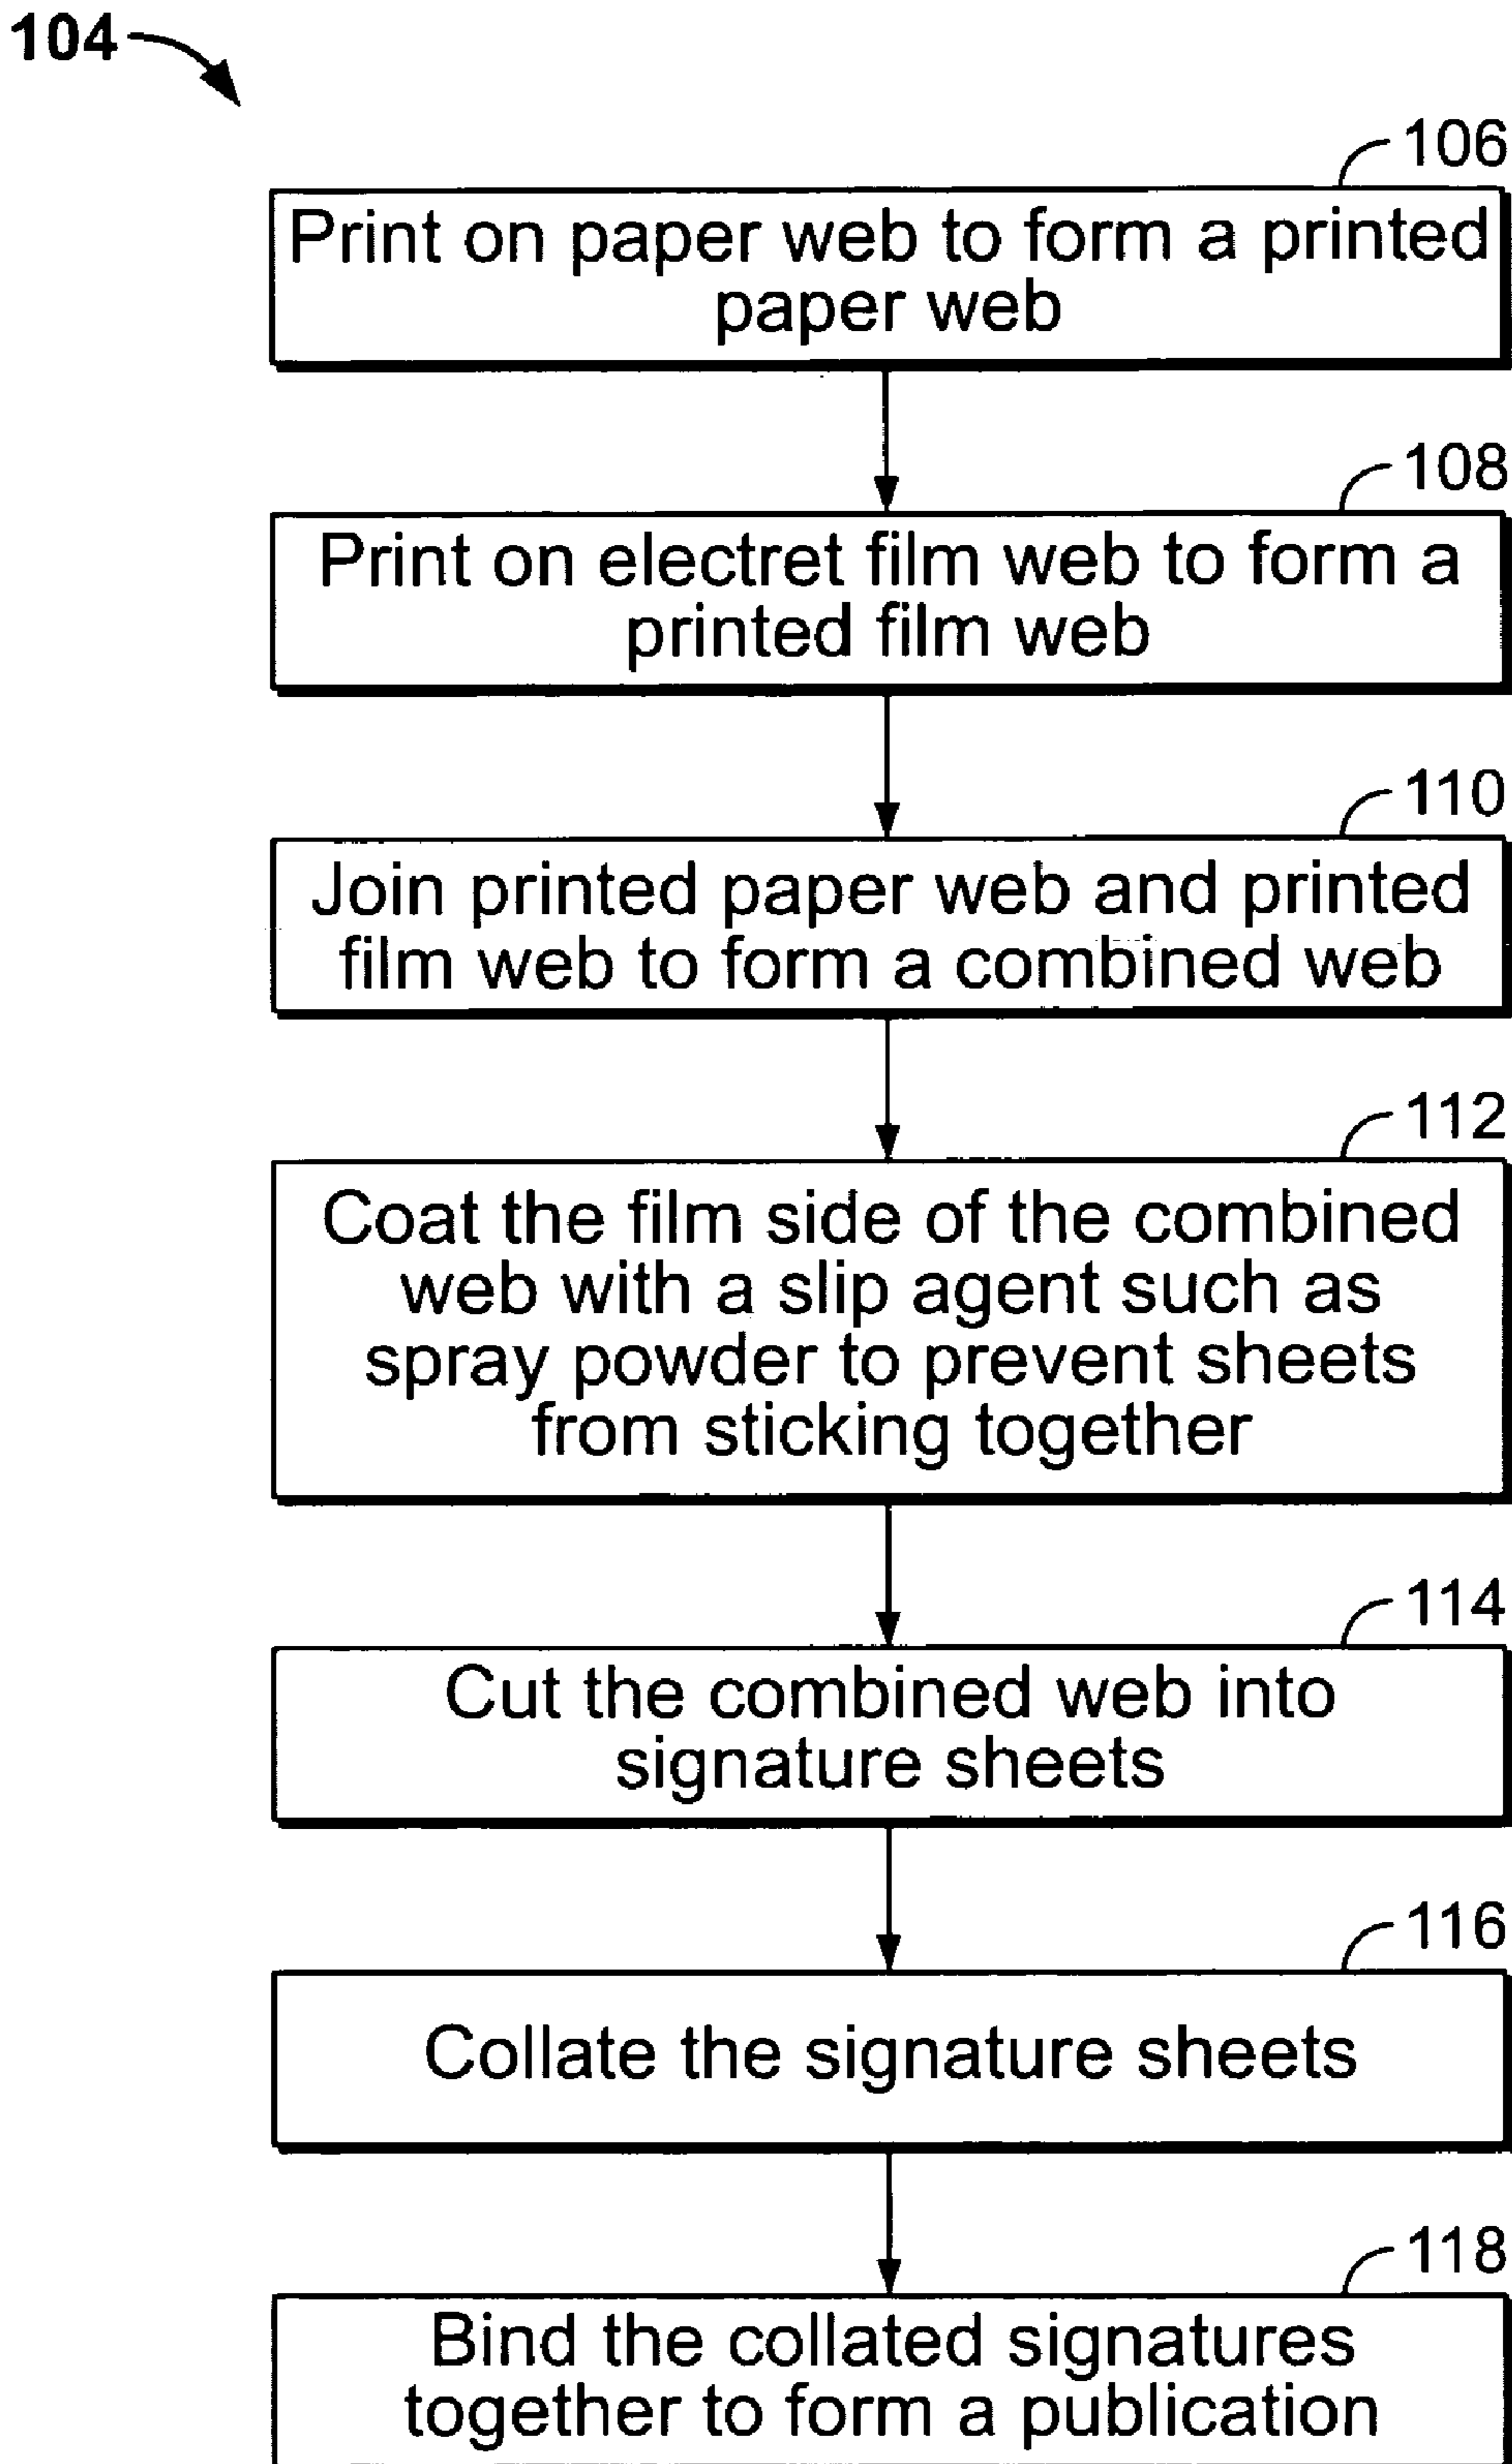 104
106
Print on paper web to form a printed
paper web
108
Print on electret film web to form a
printed film web
110
Join printed paper web and printed
film web to form a combined web
112
Coat the film side of the combined
web with a slip agent such as
spray powder to prevent sheets
from sticking together
114
Cut the combined web into
signature sheets
116
Collate the signature sheets
118
Bind the collated signatures
together to form a publication